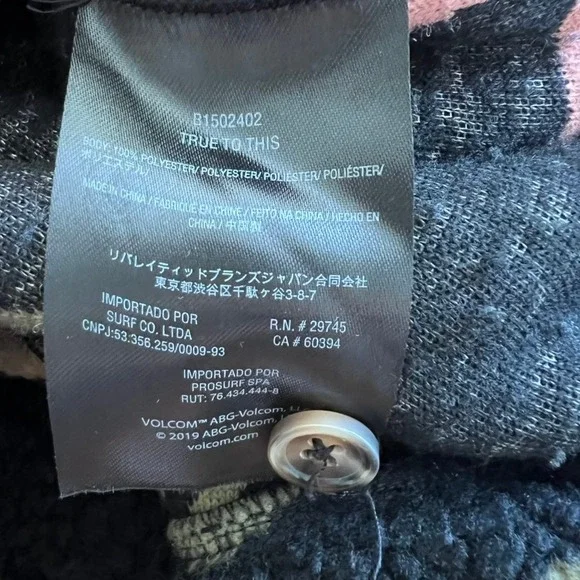 B1502402
TRUE TO THIS
BODY: 100% POLYESTER/ POLYESTER/ POLIÉSTER/ POLIÉSTER/
ポリエステル/
MADE IN CHINA / FABRIQUÉ EN CHINE / FEITO NA CHINA / HECHO EN
CHINA / 中国製
リバレイティッドブランズジャパン合同会社
東京都渋谷区千駄ヶ谷3-8-7
IMPORTADO POR
SURF CO. LTDA
CNPJ:53.356.259/0009-93
R.N. # 29745
CA # 60394
IMPORTADO POR
PROSURF SPA
RUT: 76.434.444-8
VOLCOM™ ABG-Volcom,
© 2019 ABG-Volcom,
volcom.com